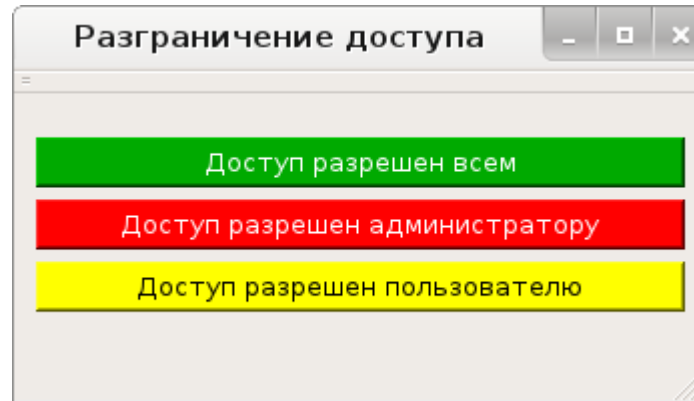 Разграничение доступа
Доступ разрешен всем
Доступ разрешен администратору
Доступ разрешен пользователю